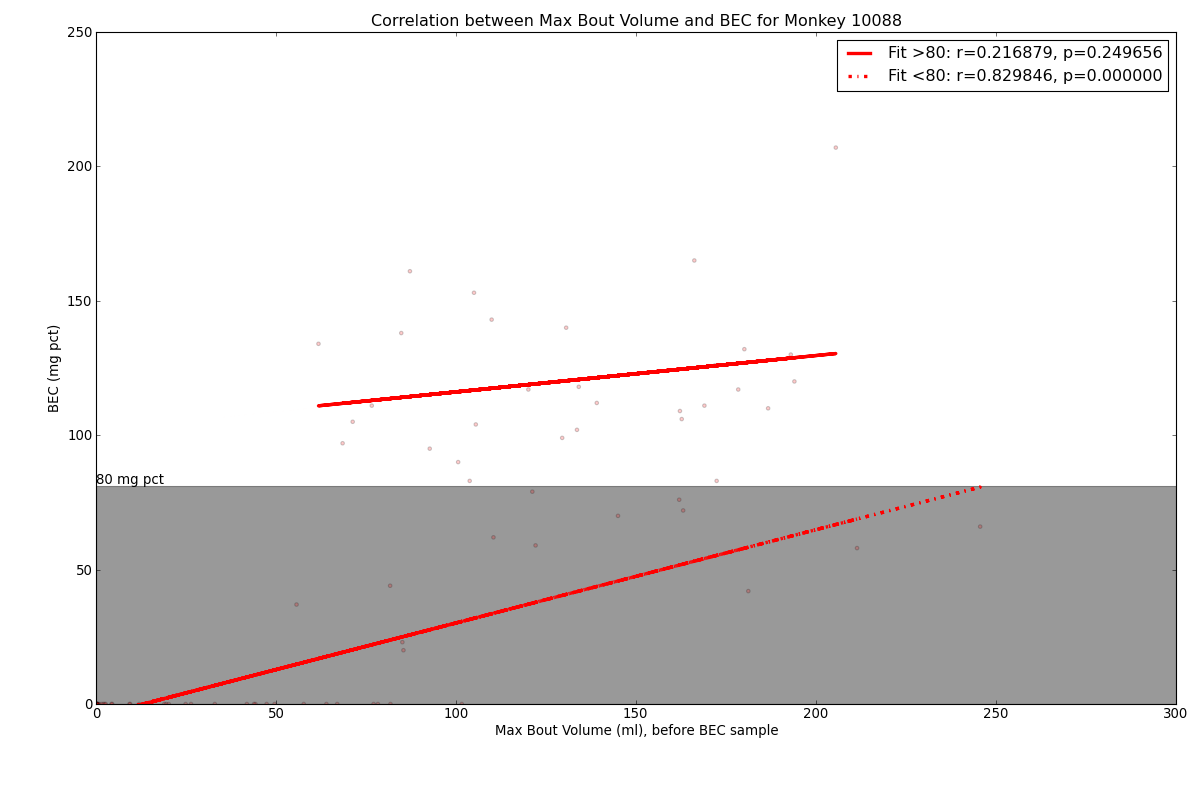 Correlation between Max Bout Volume and BEC for Monkey 10088
Fit >80: r=0.216879, p=0.249656
Fit <80: r=0.829846, p=0.000000
250
200
150
100
50
0
BEC (mg pct)
80 mg pct
0 50 100 150 200 250 300
Max Bout Volume (ml), before BEC sample